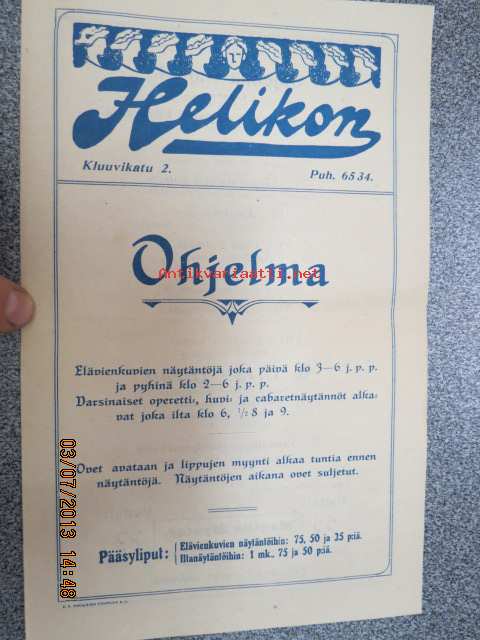 Helikon
Kluuvikatu 2.
Puh. 65 34.
Ohjelma
Antikvariaatti.net
Elävienkuvien näytäntöjä joka päivä klo 3—6 j. p. p.
ja pyhinä klo 2—6 j. p. p.
Varsinaiset operetti-, huvi- ja cabaretnäytännöt alka-
vat joka ilta klo 6, 1/2 8 ja 9.
Ovet avataan ja lippujen myynti alkaa tuntia ennen
näytäntöjä. Näytäntöjen aikana ovet suljetut.
Pääsyliput:
Elävienkuvien näytäntöihin: 75, 50 ja 25 p:iä.
Iltanäytäntöihin: 1 mk., 75 ja 50 p:iä.
03/07/2013 14:48